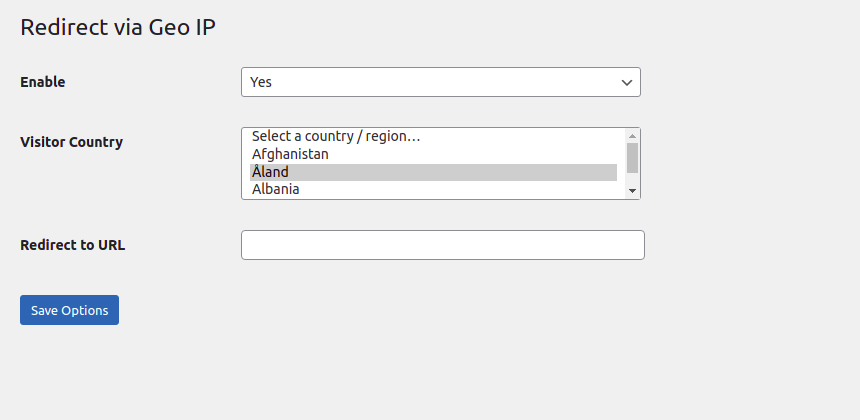 Redirect via Geo IP
Enable
Yes
Visitor Country
Select a country / region…
Afghanistan
Åland
Albania
Redirect to URL
Save Options